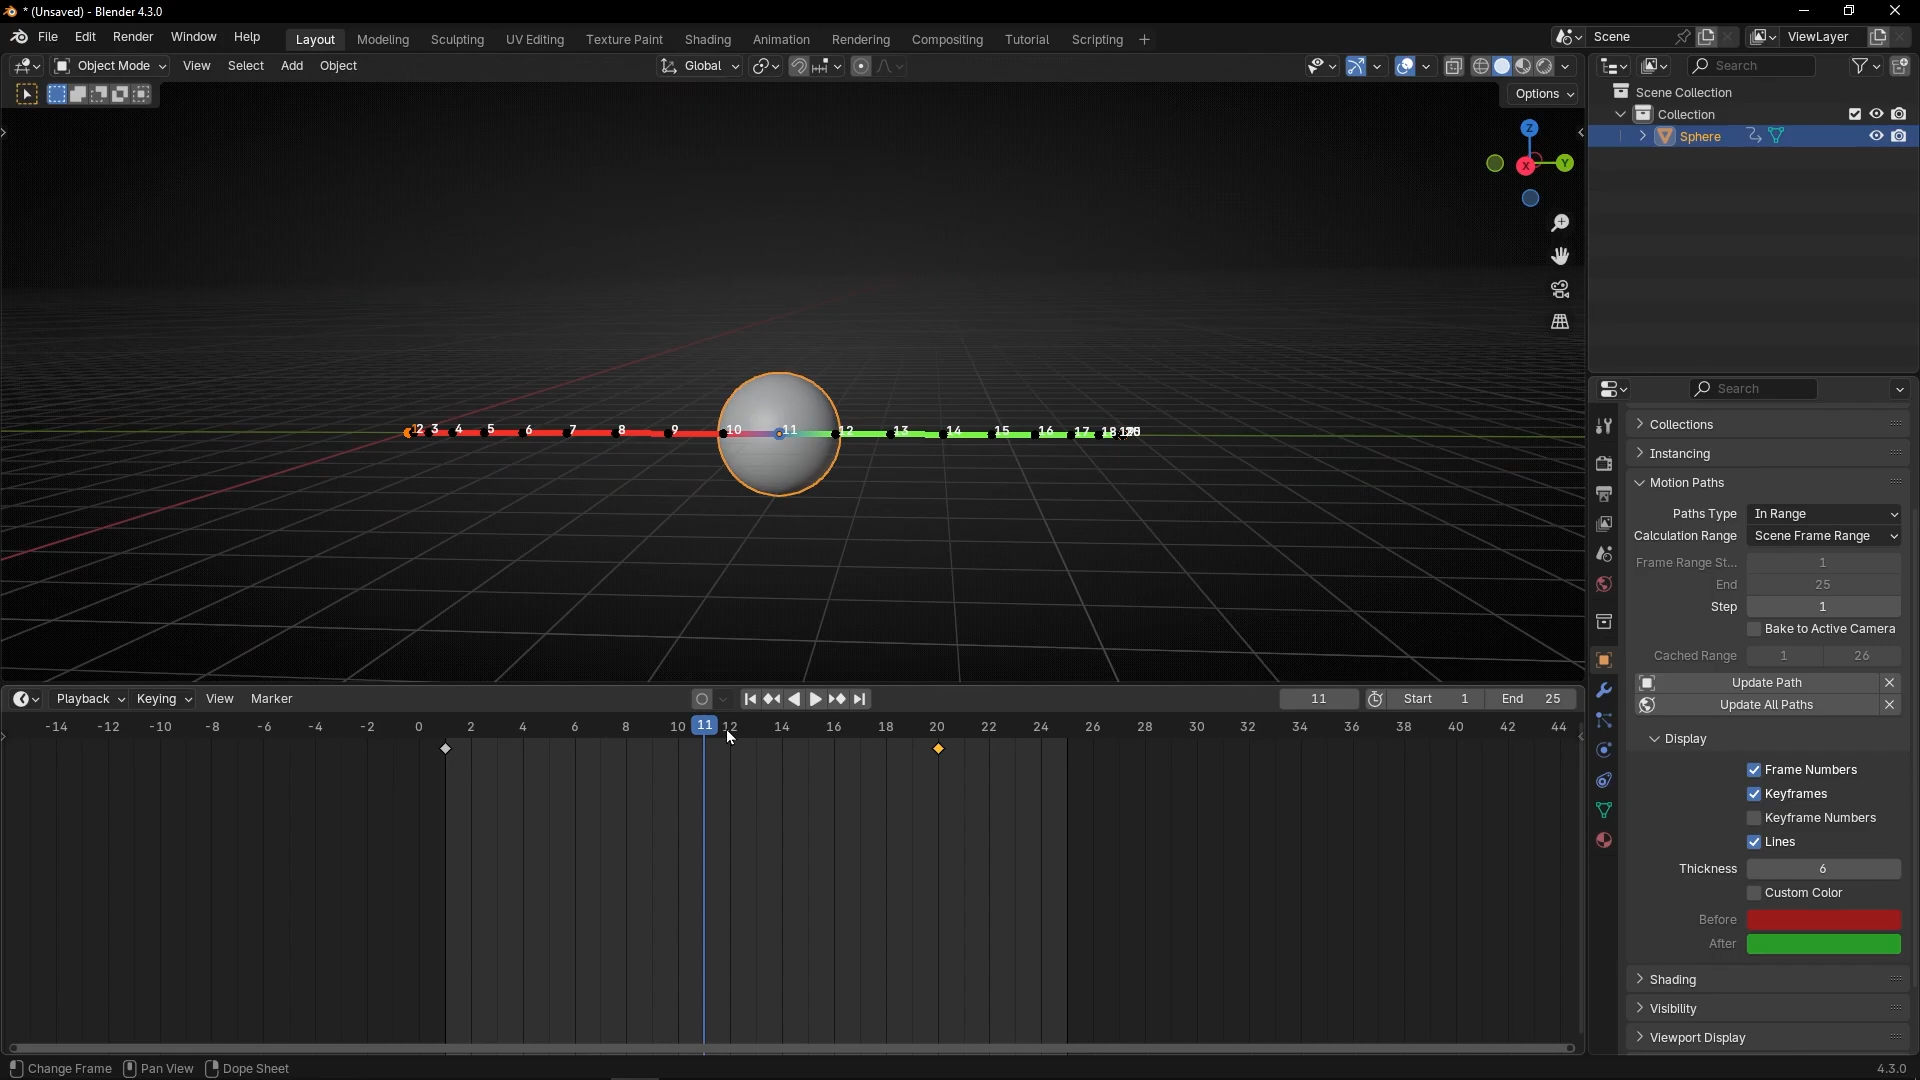 * (Unsaved) - Blender 4.3.0
File Edit Render Window Help Layout Modeling Sculpting UV Editing Texture Paint Shading Animation Rendering Compositing Tutorial Scripting +
Scene ViewLayer
Object Mode View Select Add Object Global
Search
Options
Scene Collection
Collection
Sphere
Z
Y
X
1 2 3 4 5 6 7 8 9 10 11 12 13 14 15 16 17 18
Search
Collections
Instancing
Motion Paths
Paths Type In Range
Calculation Range Scene Frame Range
Frame Range St... 1
End 25
Step 1
Bake to Active Camera
Cached Range 1 26
Update Path
Update All Paths
Display
Frame Numbers
Keyframes
Keyframe Numbers
Lines
Thickness 6
Custom Color
Before
After
Shading
Visibility
Viewport Display
Playback Keying View Marker 11 Start 1 End 25
-14 -12 -10 -8 -6 -4 -2 0 2 4 6 8 10 11 12 14 16 18 20 22 24 26 28 30 32 34 36 38 40 42 44
Change Frame Pan View Dope Sheet 4.3.0